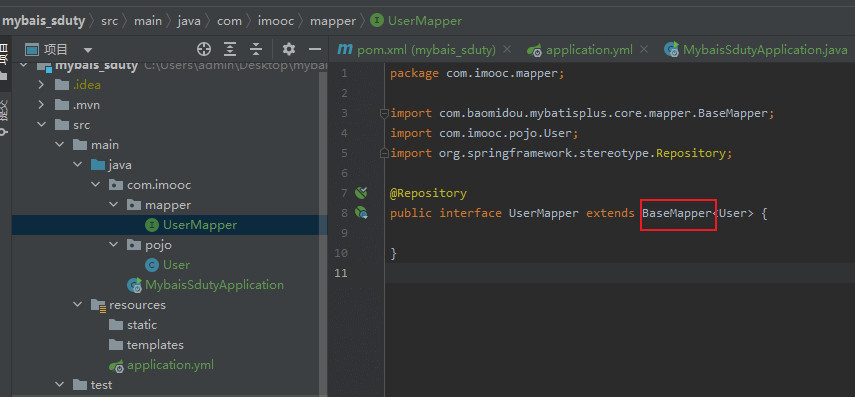 mybais_sduty 〉 src 〉 main 〉 java 〉 com 〉 imooc 〉 mapper 〉 UserMapper
项目
pom.xml (mybais_sduty)
application.yml
MybaisSdutyApplication.java
mybais_sduty C:\Users\admin\Desktop\mybai
.idea
.mvn
src
main
java
com.imooc
mapper
UserMapper
pojo
User
MybaisSdutyApplication
resources
static
templates
application.yml
test
提交
1 package com.imooc.mapper;
2
3 import com.baomidou.mybatisplus.core.mapper.BaseMapper;
4 import com.imooc.pojo.User;
5 import org.springframework.stereotype.Repository;
6
7 @Repository
8 public interface UserMapper extends BaseMapper<User> {
9
10 }
11